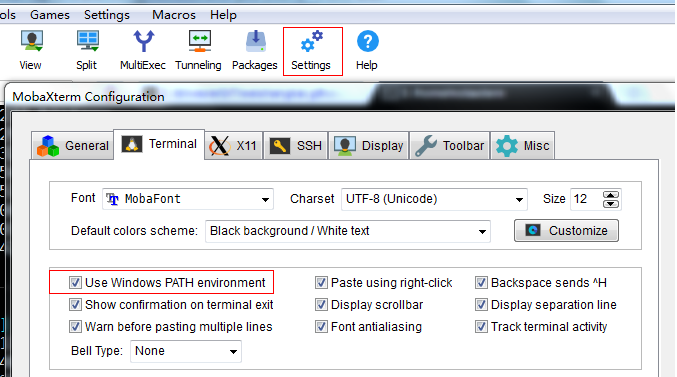 ols Games Settings Macros Help
View Split MultiExec Tunneling Packages Settings Help
MobaXterm Configuration
General Terminal X11 SSH Display Toolbar Misc
Font MobaFont Charset UTF-8 (Unicode) Size 12
Default colors scheme: Black background / White text Customize
Use Windows PATH environment Paste using right-click Backspace sends ^H
Show confirmation on terminal exit Display scrollbar Display separation line
Warn before pasting multiple lines Font antialiasing Track terminal activity
Bell Type: None